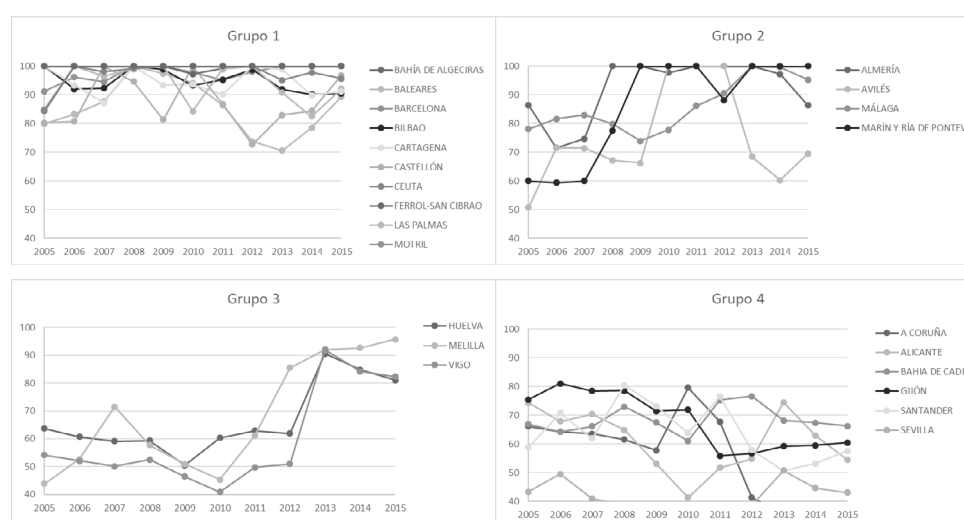 Grupo 1
100
90
80
70
60
50
40
2005 2006 2007 2008 2009 2010 2011 2012 2013 2014 2015
BAHÍA DE ALGECIRAS
BALEARES
BARCELONA
BILBAO
CARTAGENA
CASTELLÓN
CEUTA
FERROL-SAN CIBRAO
LAS PALMAS
MOTRIL
Grupo 2
100
90
80
70
60
50
40
2005 2006 2007 2008 2009 2010 2011 2012 2013 2014 2015
ALMERÍA
AVILÉS
MÁLAGA
MARÍN Y RÍA DE PONTEV
Grupo 3
100
90
80
70
60
50
40
2005 2006 2007 2008 2009 2010 2011 2012 2013 2014 2015
HUELVA
MELILLA
VIGO
Grupo 4
100
90
80
70
60
50
40
2005 2006 2007 2008 2009 2010 2011 2012 2013 2014 2015
A CORUÑA
ALICANTE
BAHIA DE CADI
GIJÓN
SANTANDER
SEVILLA